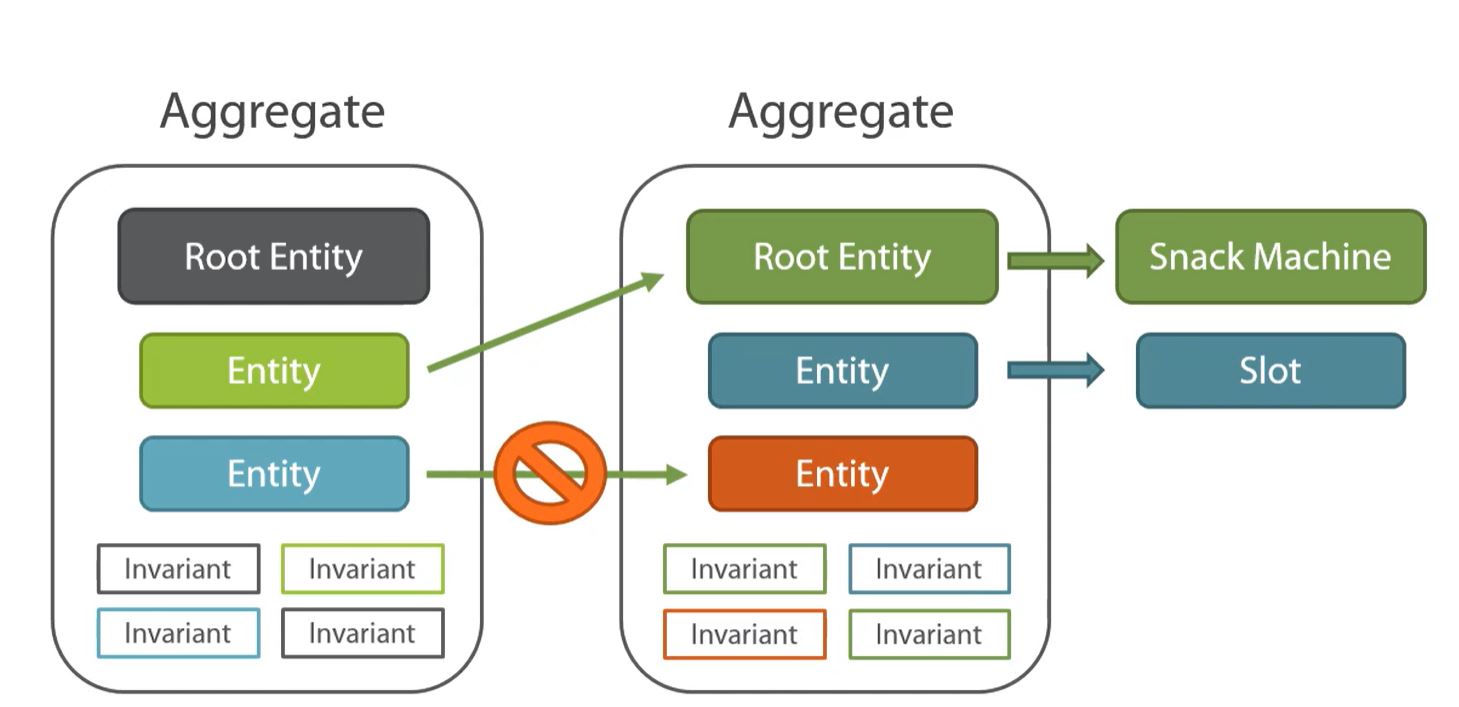 Aggregate
Aggregate
Root Entity
Root Entity
Snack Machine
Entity
Entity
Slot
Entity
Entity
Invariant
Invariant
Invariant
Invariant
Invariant
Invariant
Invariant
Invariant